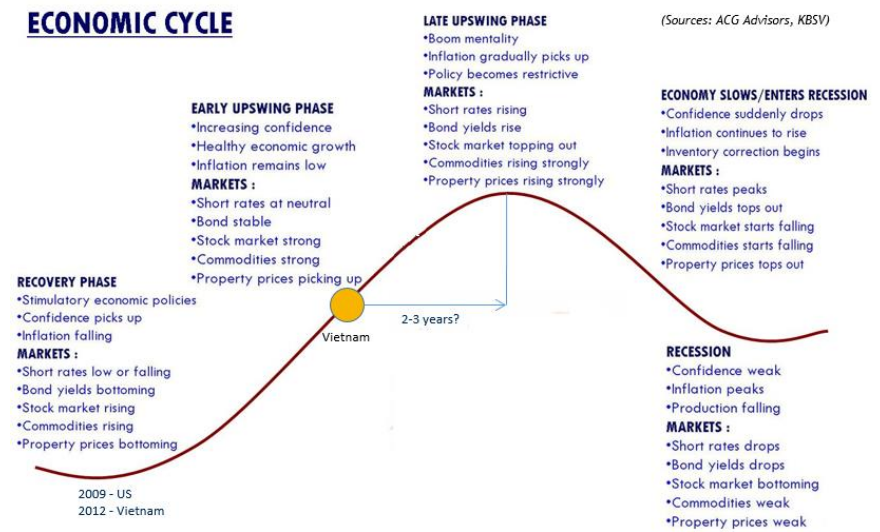 ECONOMIC CYCLE
(Sources: ACG Advisors, KBSV)
RECOVERY PHASE
•Stimulatory economic policies
•Confidence picks up
•Inflation falling
MARKETS :
•Short rates low or falling
•Bond yields bottoming
•Stock market rising
•Commodities rising
•Property prices bottoming
2009 - US
2012 - Vietnam
EARLY UPSWING PHASE
•Increasing confidence
•Healthy economic growth
•Inflation remains low
MARKETS :
•Short rates at neutral
•Bond stable
•Stock market strong
•Commodities strong
•Property prices picking up
Vietnam
2-3 years?
LATE UPSWING PHASE
•Boom mentality
•Inflation gradually picks up
•Policy becomes restrictive
MARKETS :
•Short rates rising
•Bond yields rise
•Stock market topping out
•Commodities rising strongly
•Property prices rising strongly
ECONOMY SLOWS/ENTERS RECESSION
•Confidence suddenly drops
•Inflation continues to rise
•Inventory correction begins
MARKETS :
•Short rates peaks
•Bond yields tops out
•Stock market starts falling
•Commodities starts falling
•Property prices tops out
RECESSION
•Confidence weak
•Inflation peaks
•Production falling
MARKETS :
•Short rates drops
•Bond yields drops
•Stock market bottoming
•Commodities weak
•Property prices weak